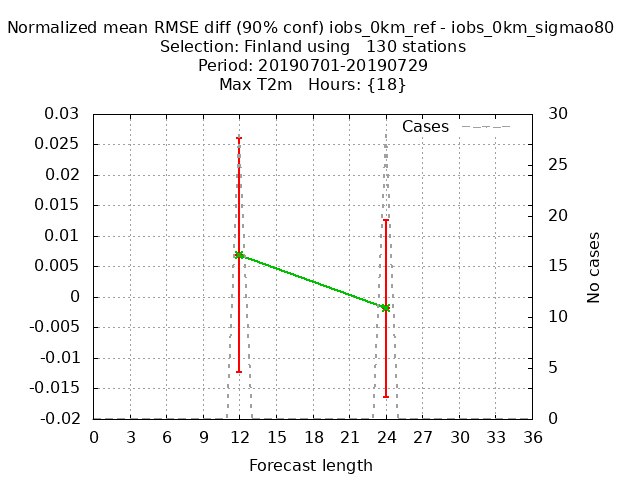 Normalized mean RMSE diff (90% conf) iobs_0km_ref - iobs_0km_sigmao80
Selection: Finland using   130 stations
Period: 20190701-20190729
Max T2m   Hours: {18}
Cases
0.03
0.025
0.02
0.015
0.01
0.005
0
-0.005
-0.01
-0.015
-0.02
30
25
20
15
10
5
0
No cases
0 3 6 9 12 15 18 21 24 27 30 33 36
Forecast length